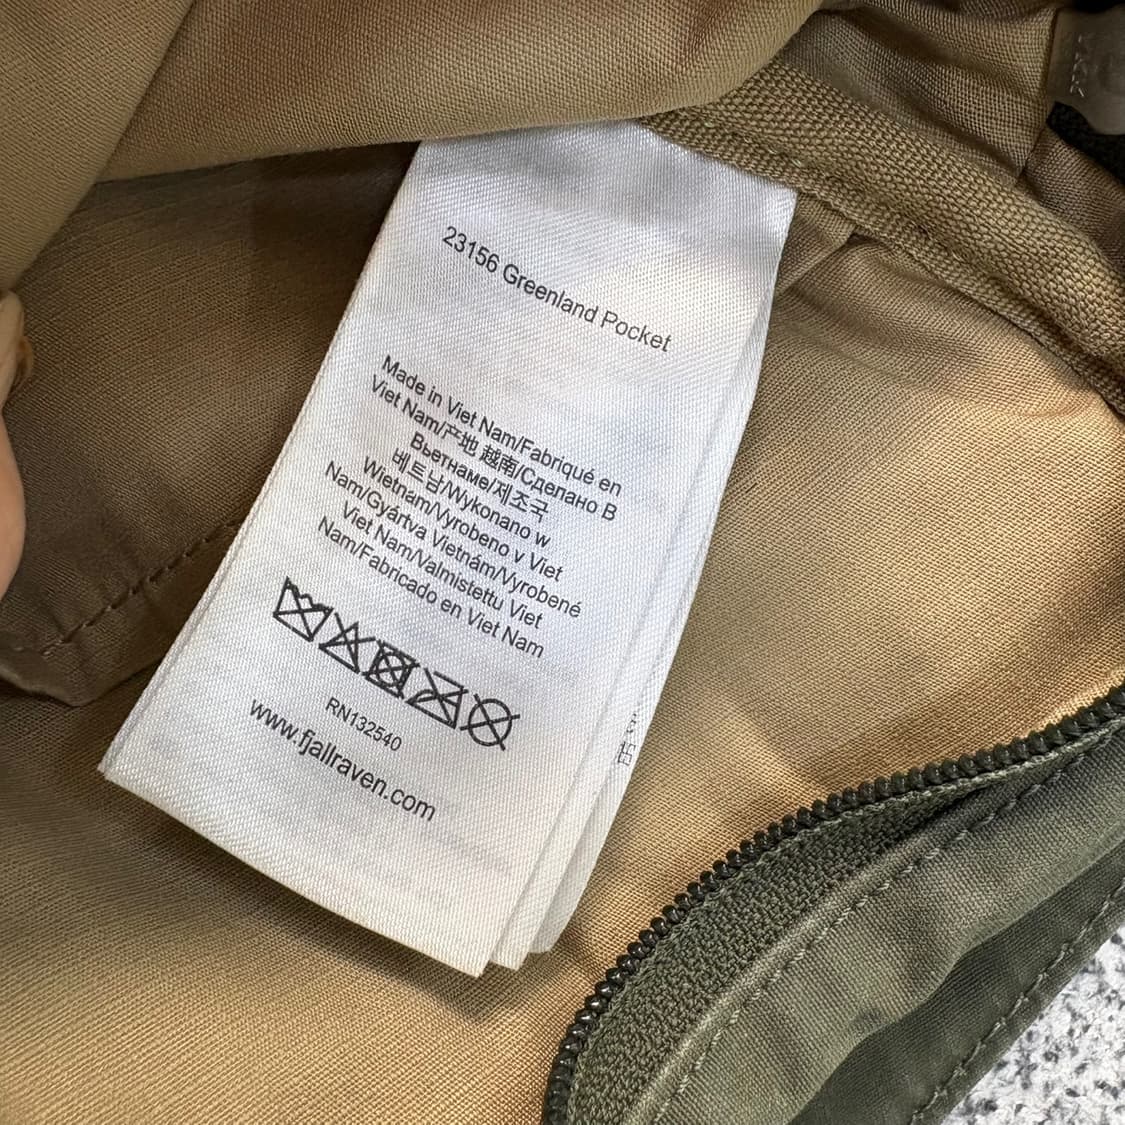 23156 Greenland Pocket
Made in Viet Nam/Fabriqué en
Viet Nam/产地 越南/Сделано В
Вьетнаме/제조국
베트남/Wykonano w
Wietnam/Vyrobeno v Viet
Nam/Gyártva Vietnám/Vyrobené
Viet Nam/Valmistettu Viet
Nam/Fabricado en Viet Nam
RN132540
www.fjallraven.com